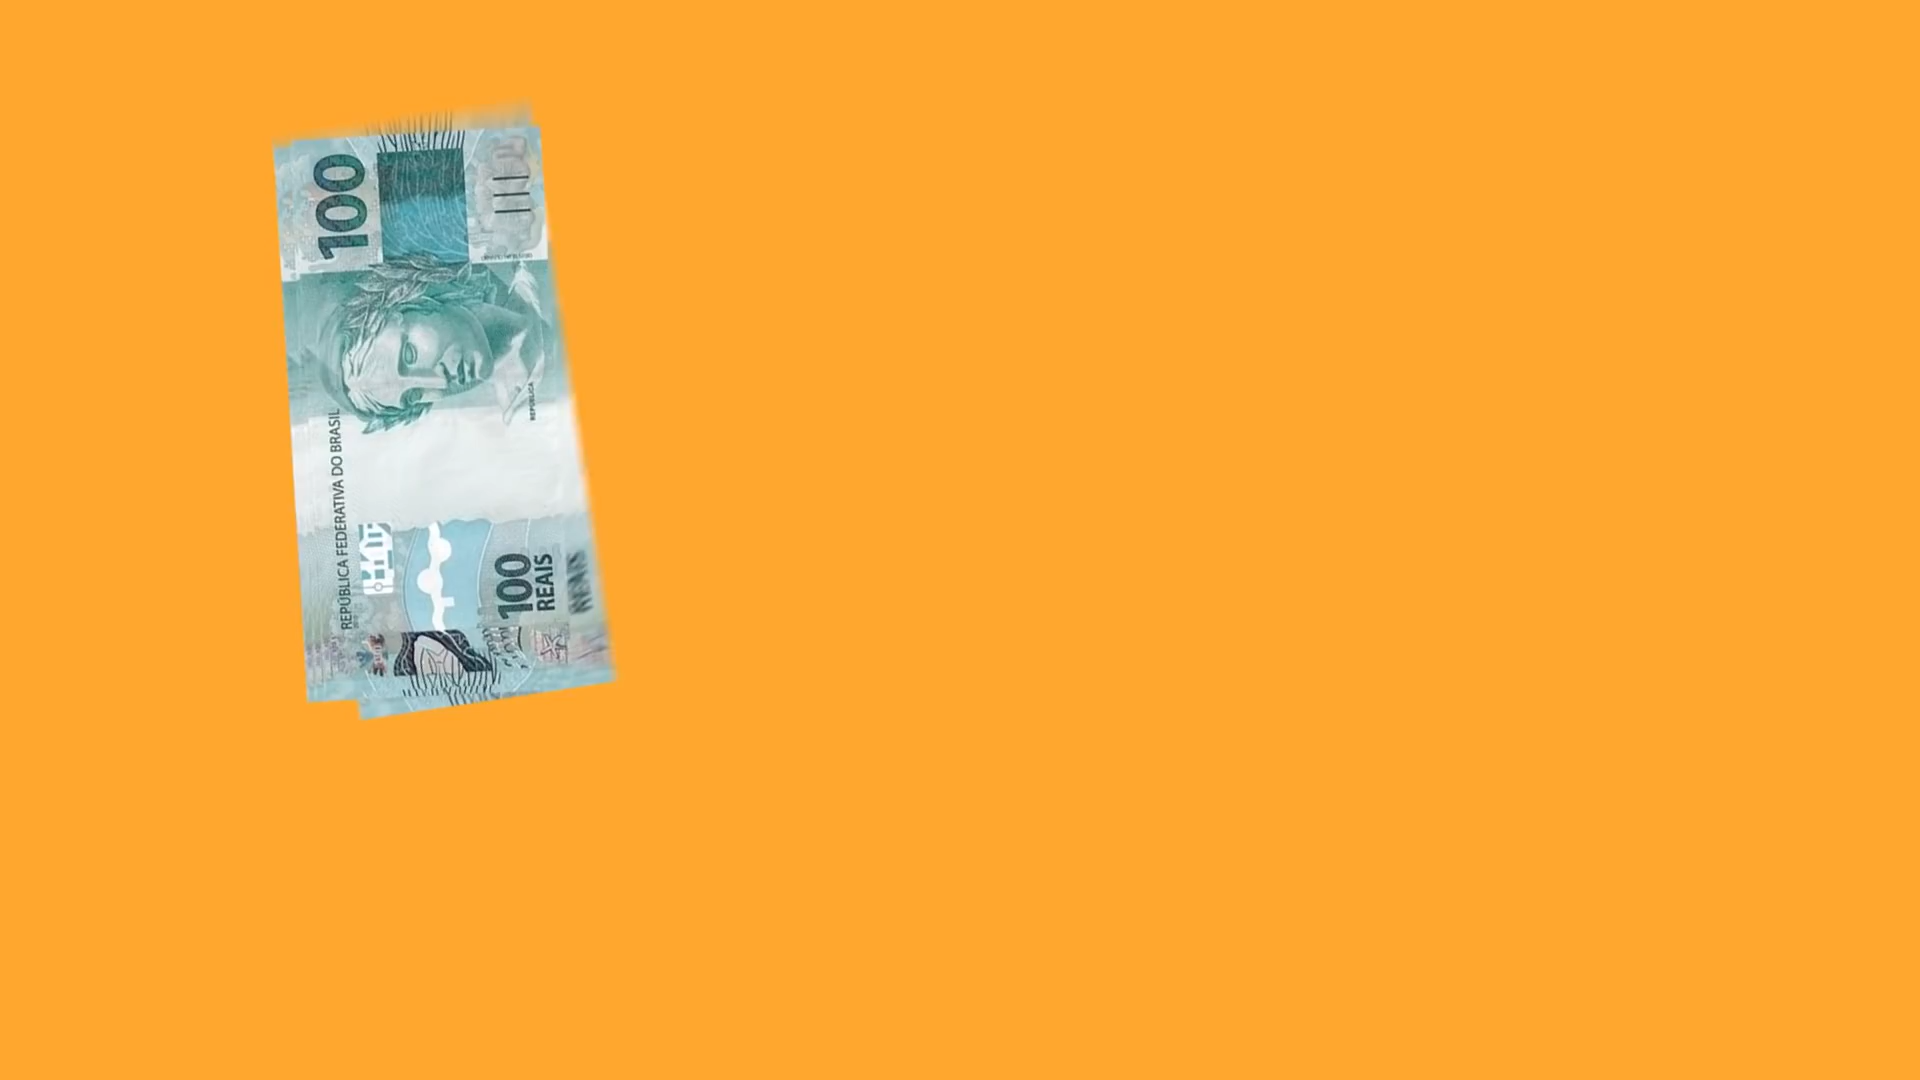 100
REPÚBLICA FEDERATIVA DO BRASIL
REPÚBLICA
100
REAIS